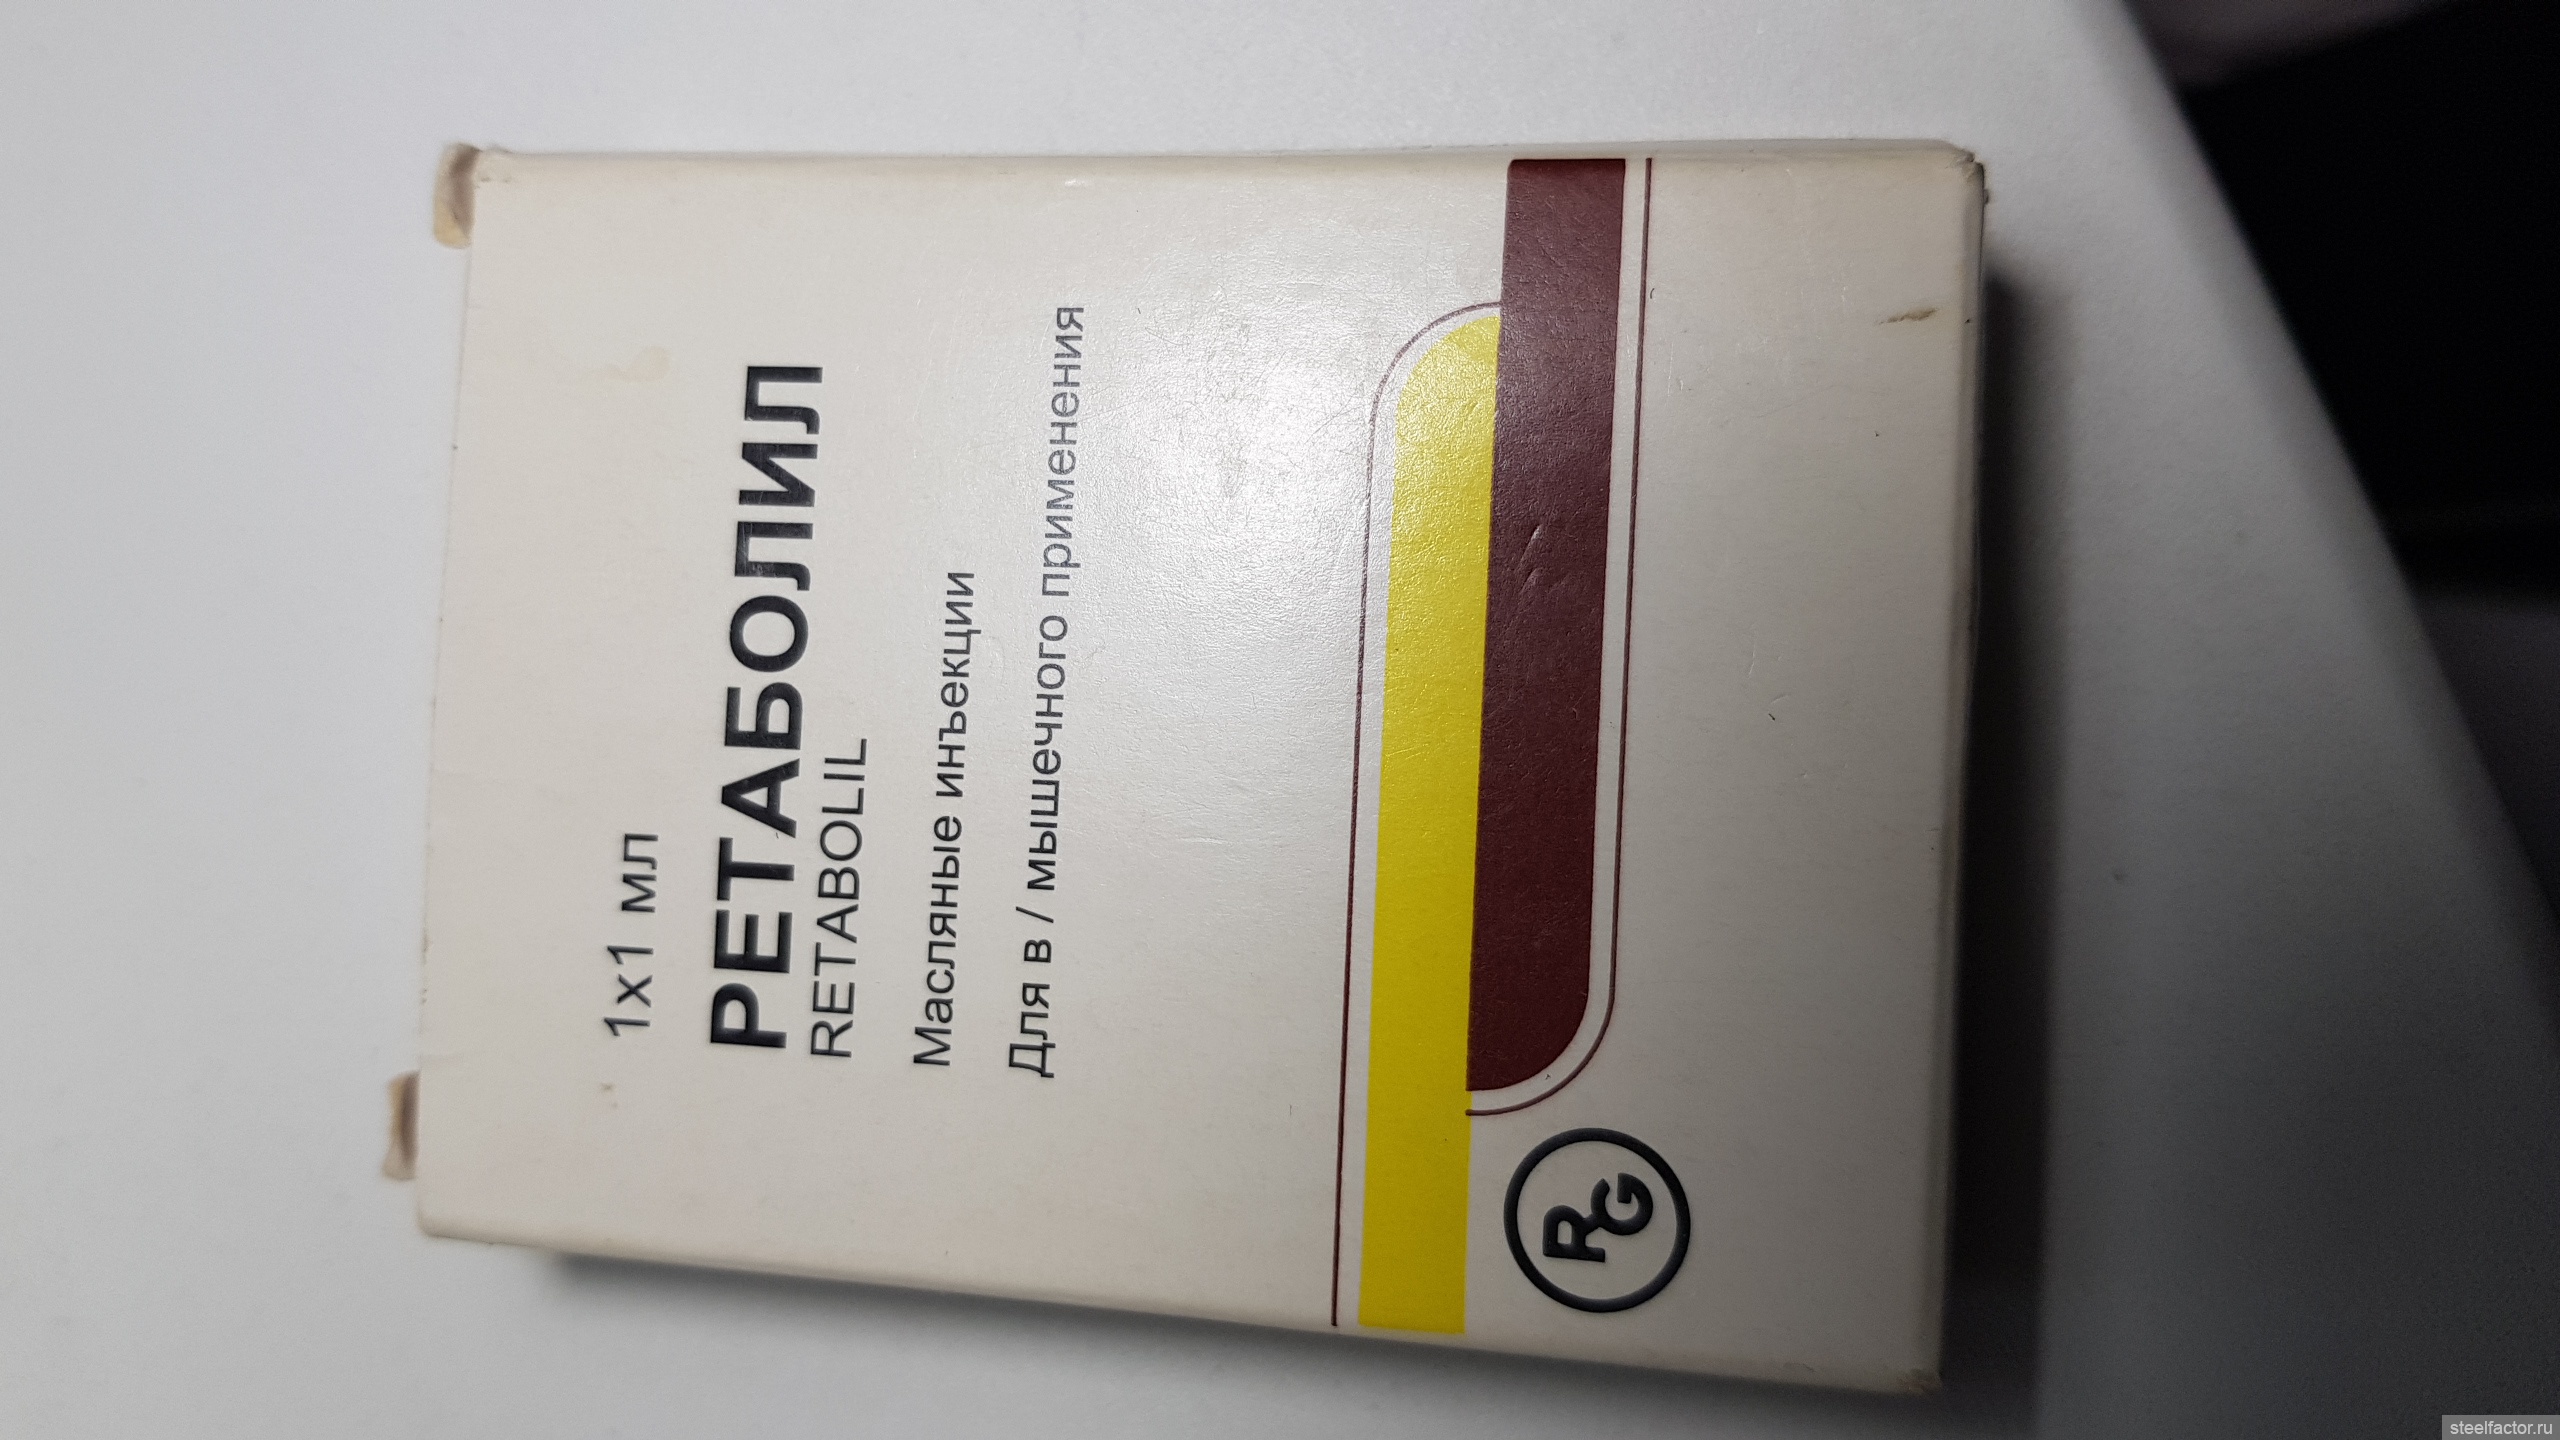 1x1 мл
РЕТАБОЛИЛ
RETABOLIL
Масляные инъекции
Для в / мышечного применения
RG
steelfactor.ru